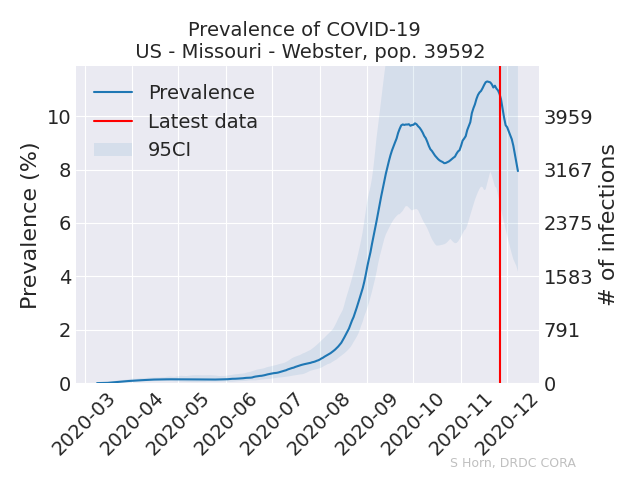 Prevalence of COVID-19
US - Missouri - Webster, pop. 39592
Prevalence
Latest data
95CI
Prevalence (%)
10
8
6
4
2
0
3959
3167
2375
1583
791
0
# of infections
2020-03
2020-04
2020-05
2020-06
2020-07
2020-08
2020-09
2020-10
2020-11
2020-12
S Horn, DRDC CORA